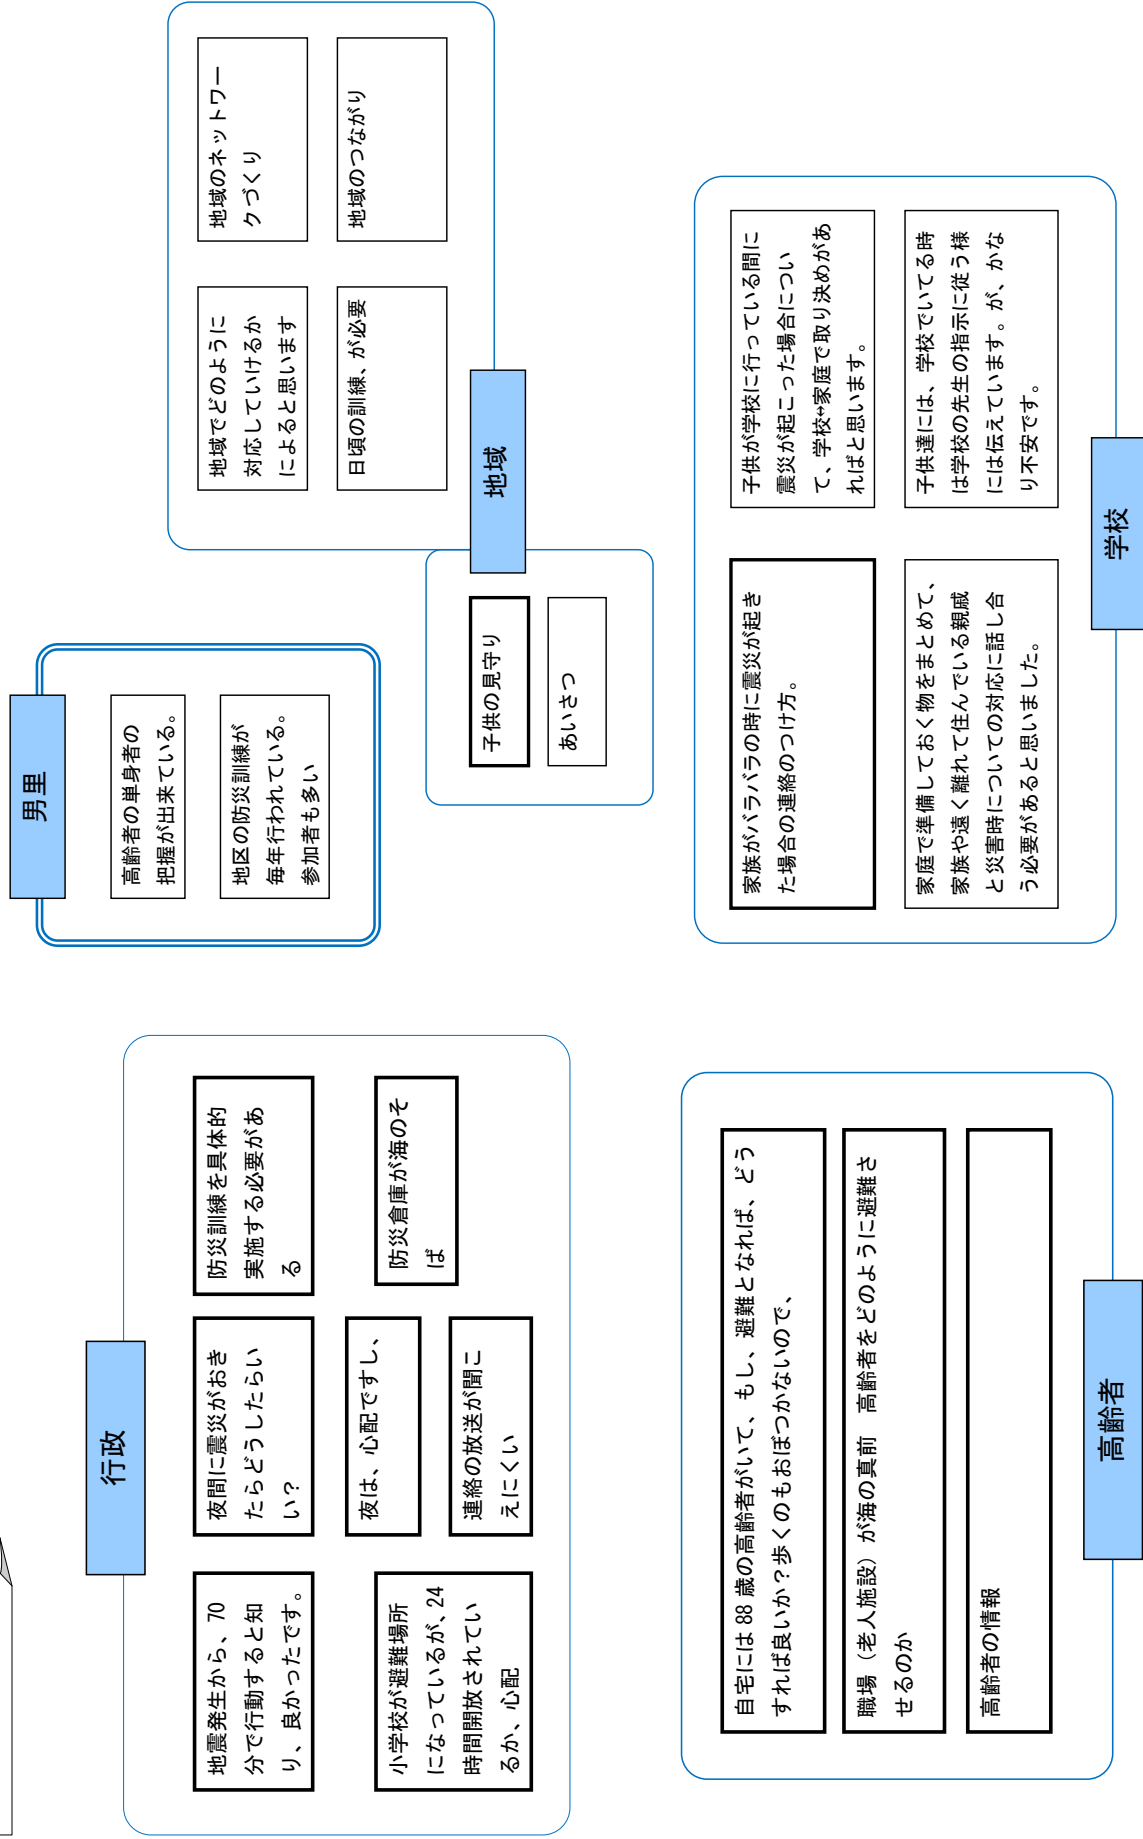 行政
地震発生から、70
分で行動すると知
り、良かったです。
夜間に震災がおき
たらどうしたらい
い？
防災訓練を具体的
実施する必要があ
る
夜は、心配ですし、
小学校が避難場所
になっているが、24
時間開放されてい
るか、心配
連絡の放送が聞こ
えにくい
防災倉庫が海のそ
ば
男里
高齢者の単身者の
把握が出来ている。
地区の防災訓練が
毎年行われている。
参加者も多い
地域でどのように
対応していけるか
によると思います
地域のネットワー
クづくり
日頃の訓練、が必要
地域のつながり
地域
子供の見守り
あいさつ
自宅には 88 歳の高齢者がいて、もし、避難となれば、どう
すれば良いか？歩くのもおぼつかないので、
職場（老人施設）が海の真前　高齢者をどのように避難さ
せるのか
高齢者の情報
高齢者
家族がバラバラの時に震災が起き
た場合の連絡のつけ方。
子供が学校に行っている間に
震災が起こった場合につい
て、学校⇔家庭で取り決めがあ
ればと思います。
家庭で準備しておく物をまとめて、
家族や遠く離れて住んでいる親戚
と災害時についての対応に話し合
う必要があると思いました。
子供達には、学校でいてる時
は学校の先生の指示に従う様
には伝えています。が、かな
り不安です。
学校